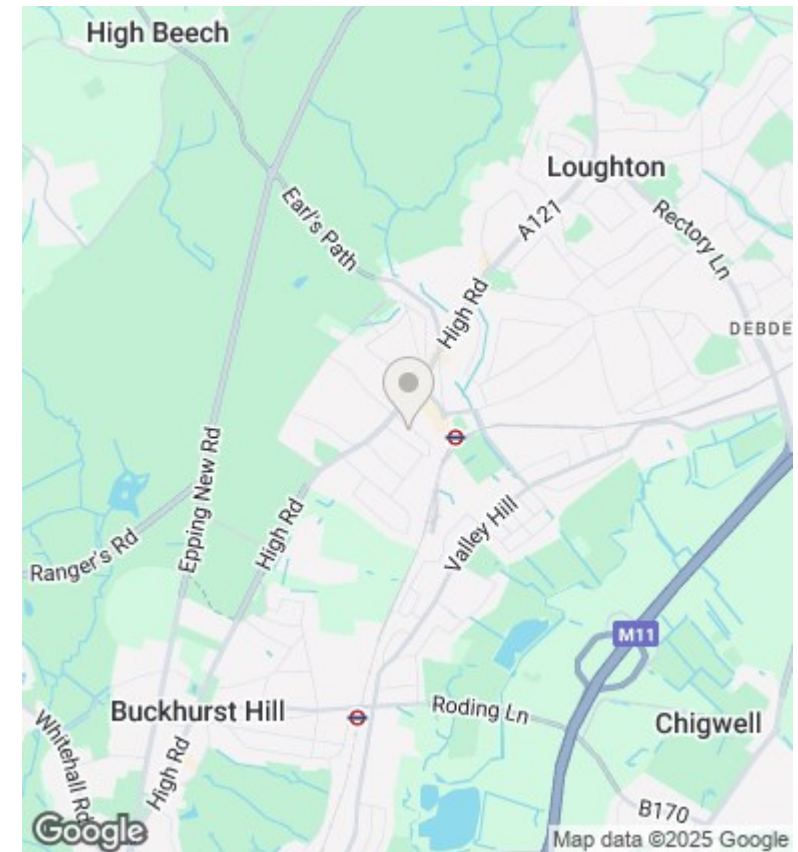 High Beech
Loughton
Earl's Path
A121
Rectory Ln
High Rd
DEBDE
Epping New Rd
High Rd
Valley Hill
Ranger's Rd
M11
Buckhurst Hill
Roding Ln
Chigwell
Whitehall Rd
High Rd
B170
Google
Map data ©2025 Google